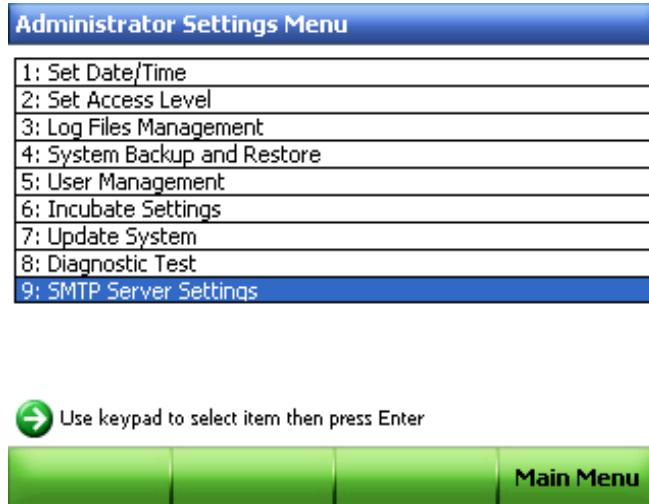 Administrator Settings Menu
1: Set Date/Time
2: Set Access Level
3: Log Files Management
4: System Backup and Restore
5: User Management
6: Incubate Settings
7: Update System
8: Diagnostic Test
9: SMTP Server Settings
Use keypad to select item then press Enter
Main Menu